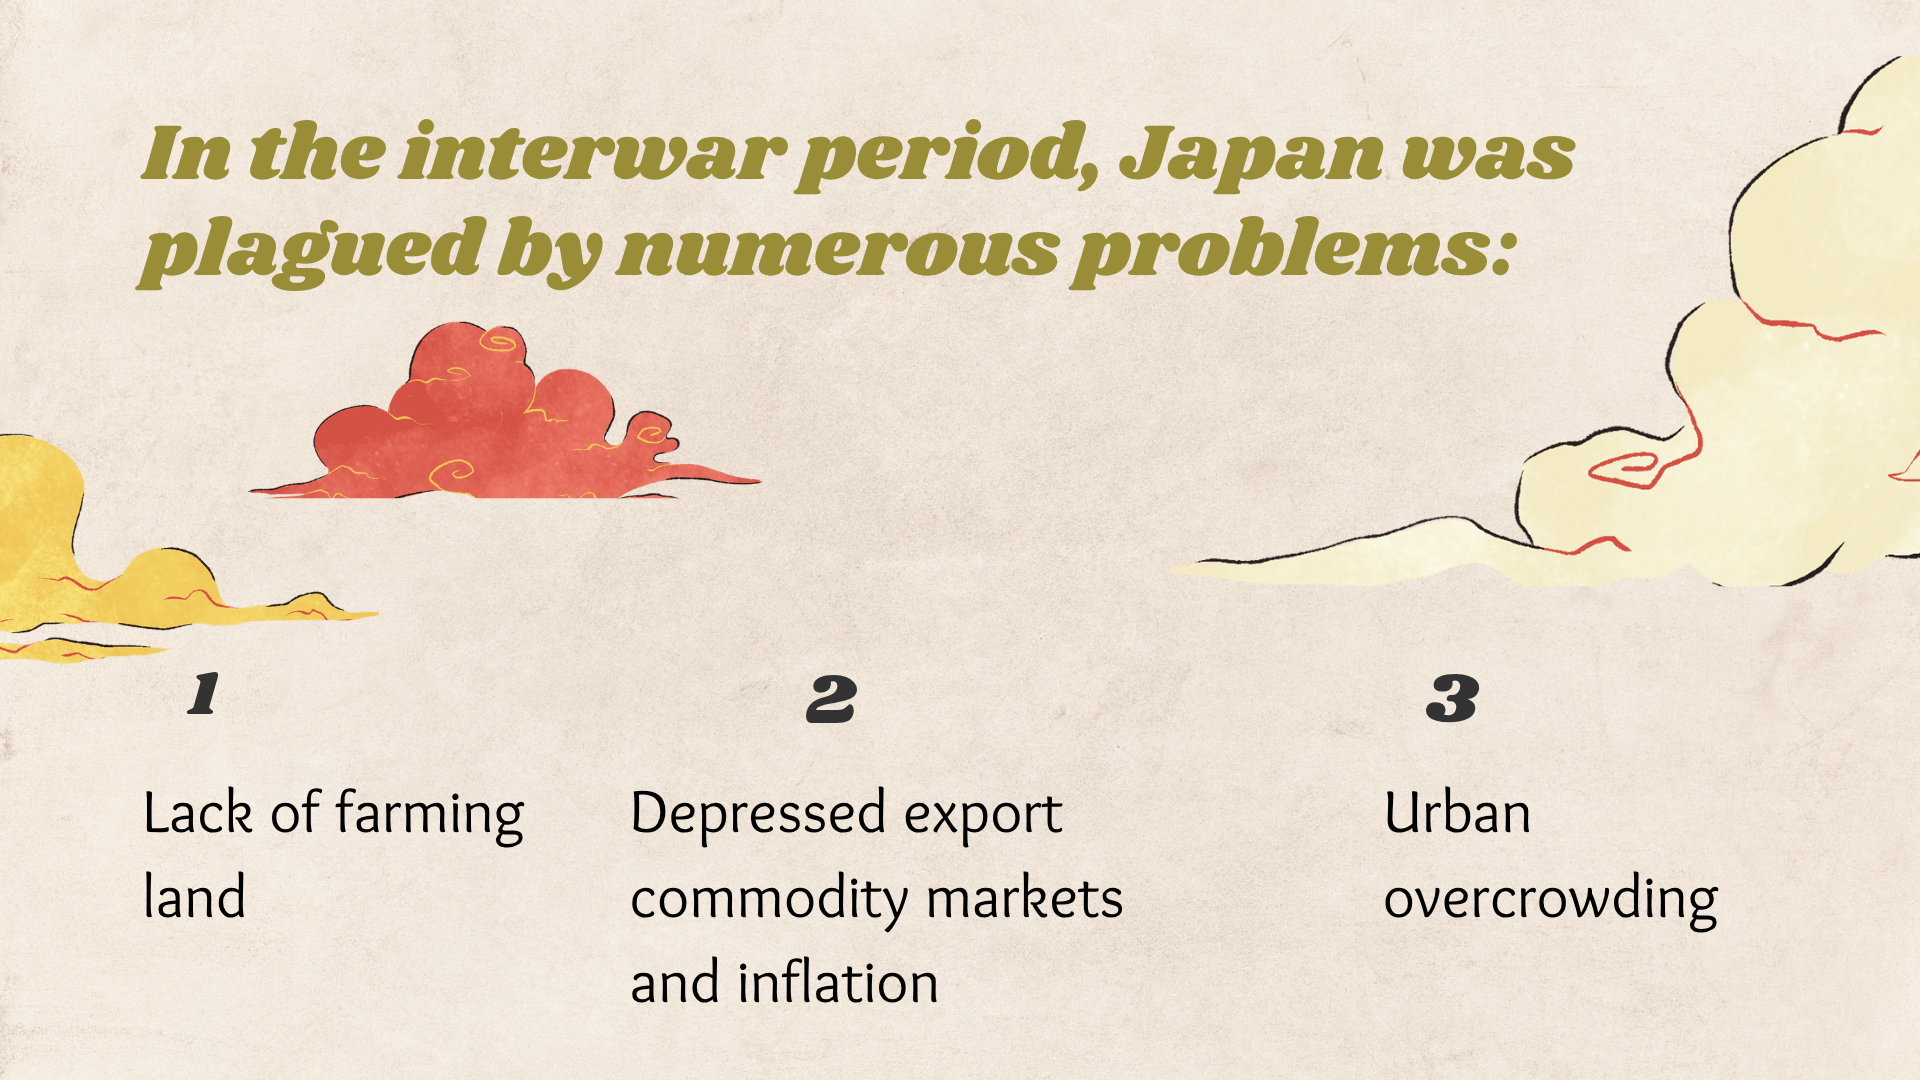 In the interwar period, Japan was
plagued by numerous problems:
1
Lack of farming
land
2
Depressed export
commodity markets
and inflation
3
Urban
overcrowding